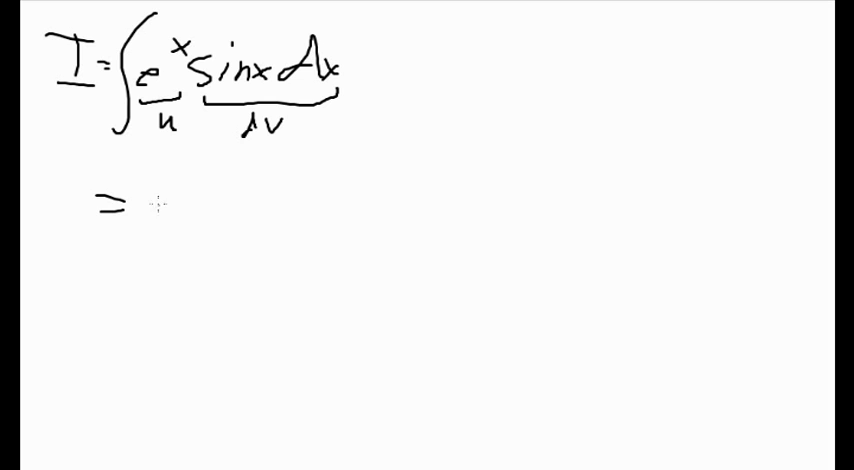 I = ∫ e^x sinx dx
u dv
=